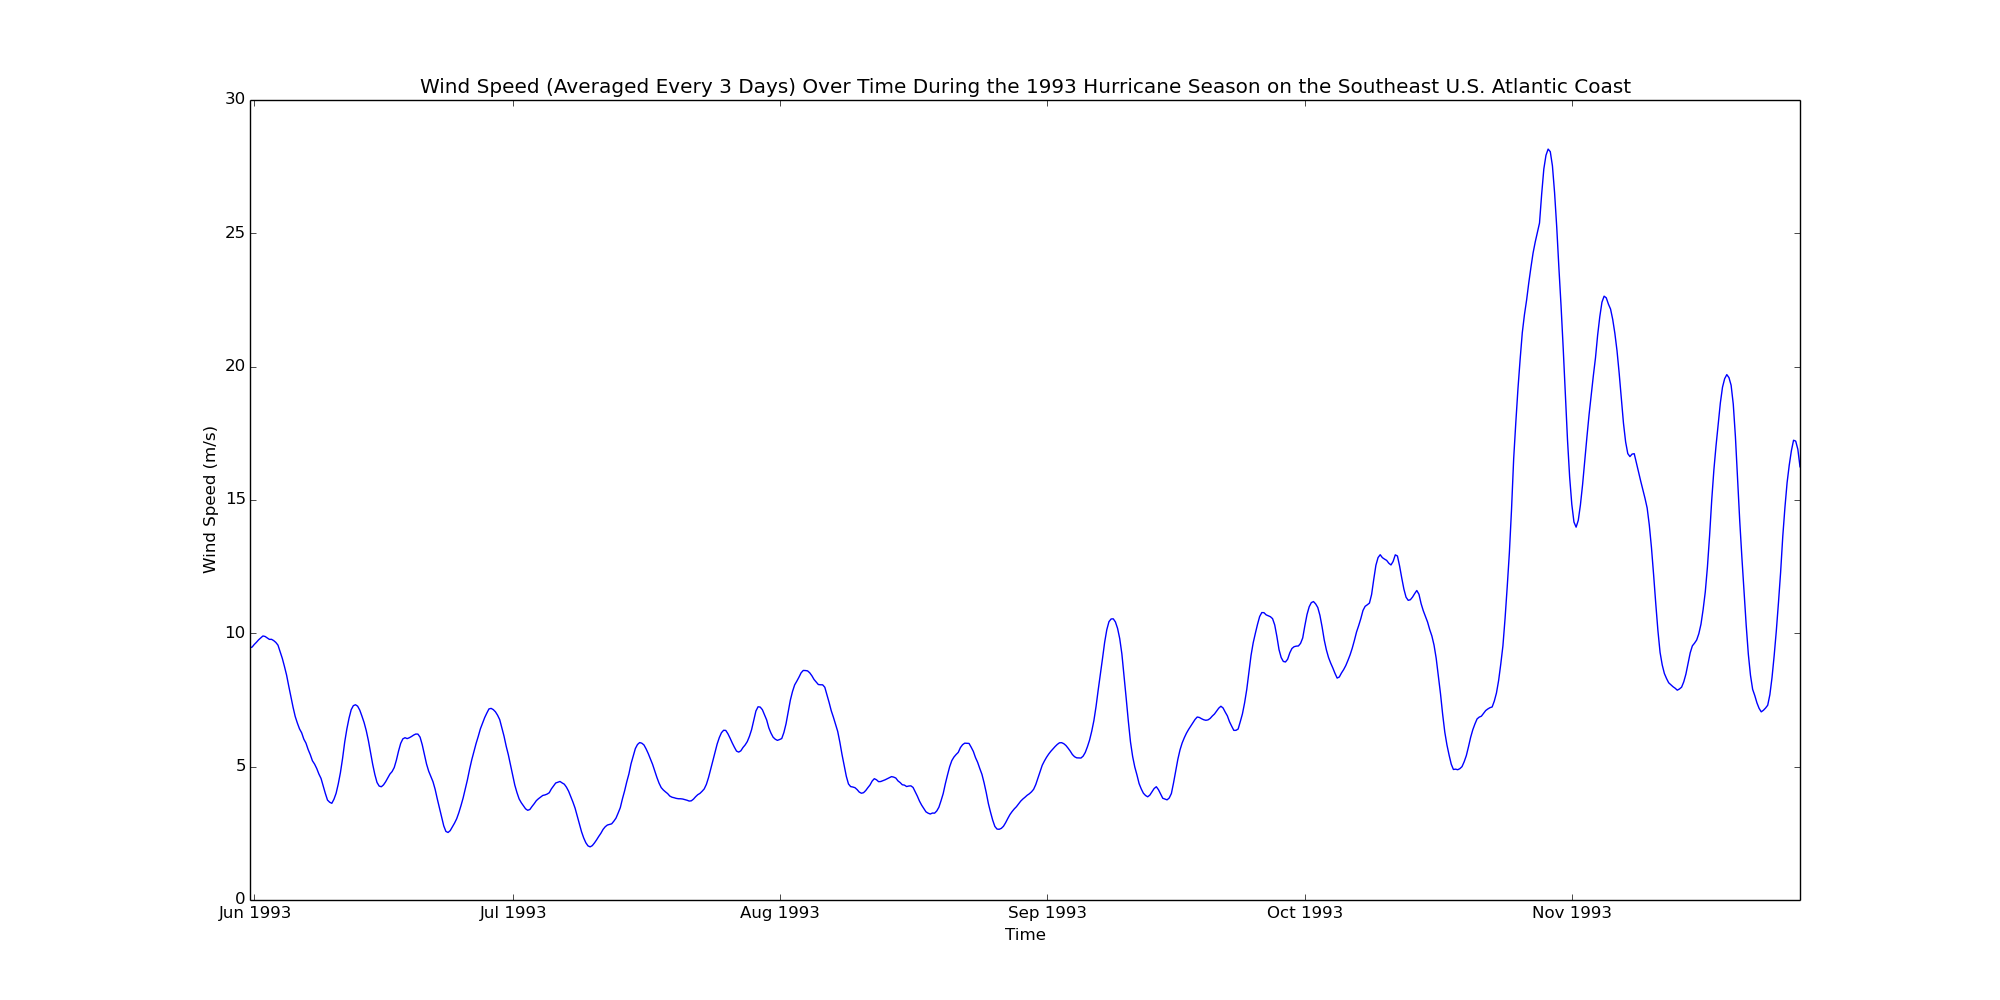 Wind Speed (Averaged Every 3 Days) Over Time During the 1993 Hurricane Season on the Southeast U.S. Atlantic Coast
30
25
20
15
10
5
0
Wind Speed (m/s)
Jun 1993 Jul 1993 Aug 1993 Sep 1993 Oct 1993 Nov 1993
Time